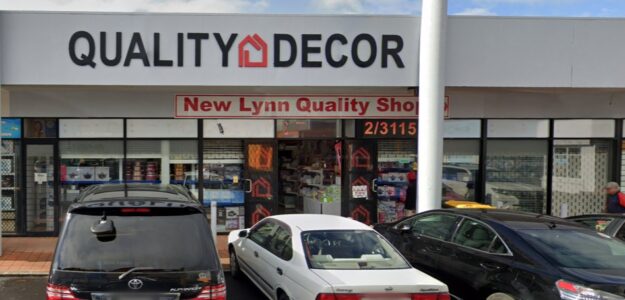 QUALITY DECOR
New Lynn Quality Shop
2/3115